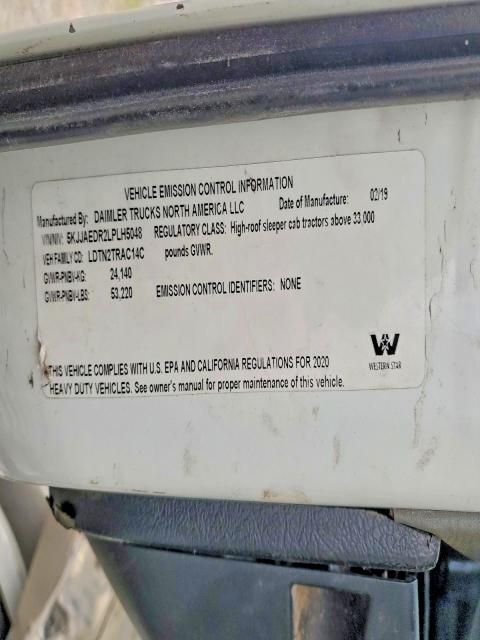 VEHICLE EMISSION CONTROL INFORMATION
Manufactured By: DAIMLER TRUCKS NORTH AMERICA LLC Date of Manufacture: 02/19
VIN/NIV: 5KJJAEDR2LPLH5048 REGULATORY CLASS: High-roof sleeper cab tractors above 33,000
VEH FAMILY CD: LDTN2TRAC14C pounds GVWR.
GVWR-PNBV-KG: 24,140
GVWR-PNBV-LBS: 53,220 EMISSION CONTROL IDENTIFIERS: NONE
THIS VEHICLE COMPLIES WITH U.S. EPA AND CALIFORNIA REGULATIONS FOR 2020
HEAVY DUTY VEHICLES. See owner's manual for proper maintenance of this vehicle.
WESTERN STAR